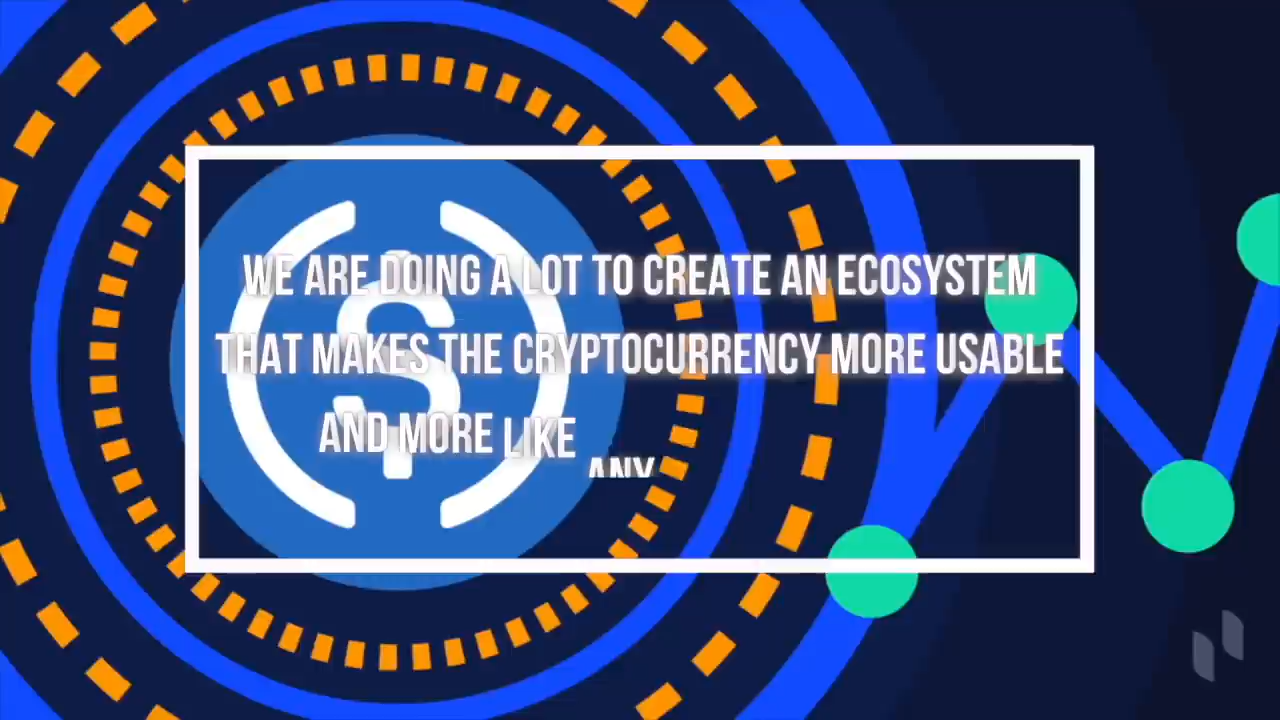 WE ARE DOING A LOT TO CREATE AN ECOSYSTEM
THAT MAKES THE CRYPTOCURRENCY MORE USABLE
AND MORE LIKE ANY